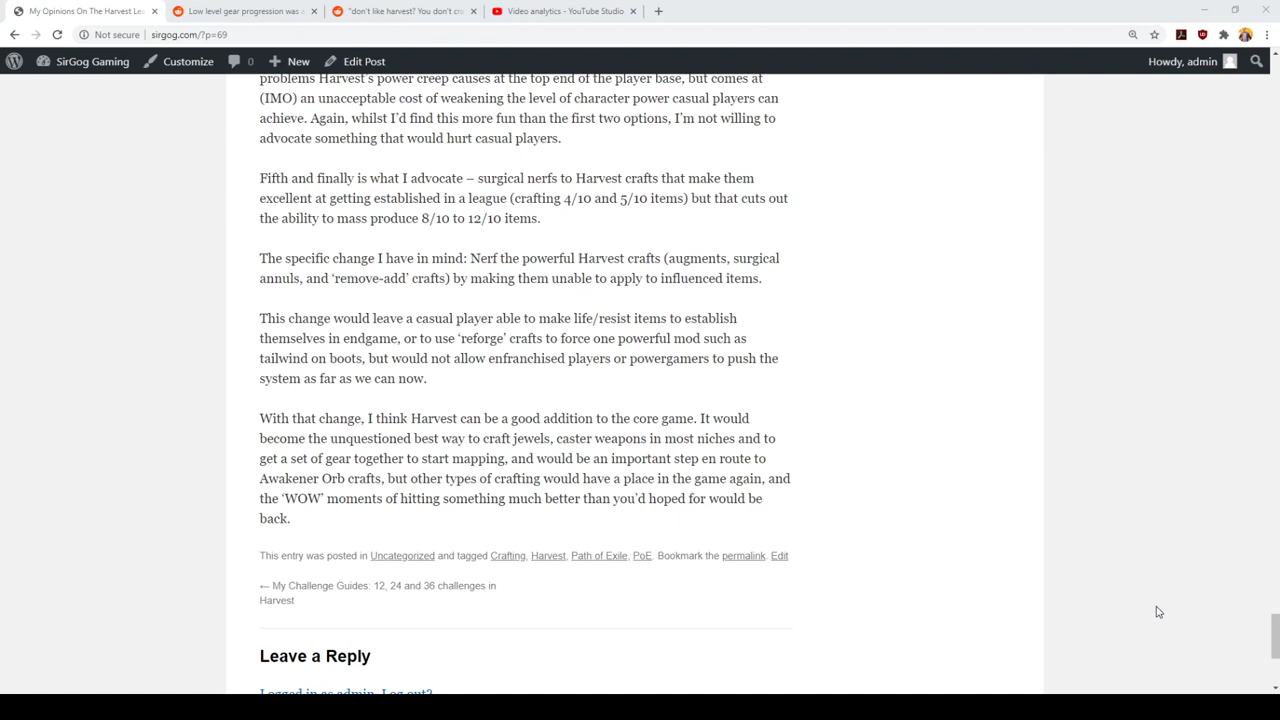 My Opinions On The Harvest Lea
Low level gear progression was a
"don't like harvest? You don't cr
Video analytics - YouTube Studio
Not secure
sirgog.com/?p=69
SirGog Gaming
Customize
0
New
Edit Post
Howdy, admin
problems Harvest's power creep causes at the top end of the player base, but comes at
(IMO) an unacceptable cost of weakening the level of character power casual players can
achieve. Again, whilst I'd find this more fun than the first two options, I'm not willing to
advocate something that would hurt casual players.
Fifth and finally is what I advocate – surgical nerfs to Harvest crafts that make them
excellent at getting established in a league (crafting 4/10 and 5/10 items) but that cuts out
the ability to mass produce 8/10 to 12/10 items.
The specific change I have in mind: Nerf the powerful Harvest crafts (augments, surgical
annuls, and 'remove-add' crafts) by making them unable to apply to influenced items.
This change would leave a casual player able to make life/resist items to establish
themselves in endgame, or to use 'reforge' crafts to force one powerful mod such as
tailwind on boots, but would not allow enfranchised players or powergamers to push the
system as far as we can now.
With that change, I think Harvest can be a good addition to the core game. It would
become the unquestioned best way to craft jewels, caster weapons in most niches and to
get a set of gear together to start mapping, and would be an important step en route to
Awakener Orb crafts, but other types of crafting would have a place in the game again, and
the 'WOW' moments of hitting something much better than you'd hoped for would be
back.
This entry was posted in Uncategorized and tagged Crafting, Harvest, Path of Exile, PoE. Bookmark the permalink. Edit
← My Challenge Guides: 12, 24 and 36 challenges in
Harvest
Leave a Reply
Logged in as admin. Log out?